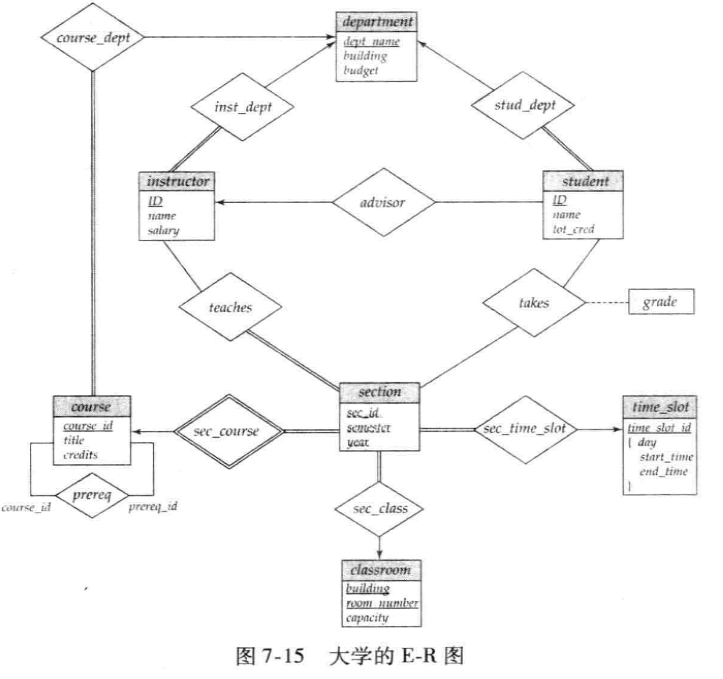 department
dept_name
building
budget
course_dept
inst_dept
stud_dept
instructor
ID
name
salary
advisor
student
ID
name
tot_cred
teaches
takes
grade
section
sec_id
semester
year
course
course_id
title
credits
sec_course
sec_time_slot
time_slot
time_slot_id
{ day
start_time
end_time
}
prereq
course_id
prereq_id
sec_class
classroom
building
room_number
capacity
图 7-15 大学的 E-R 图